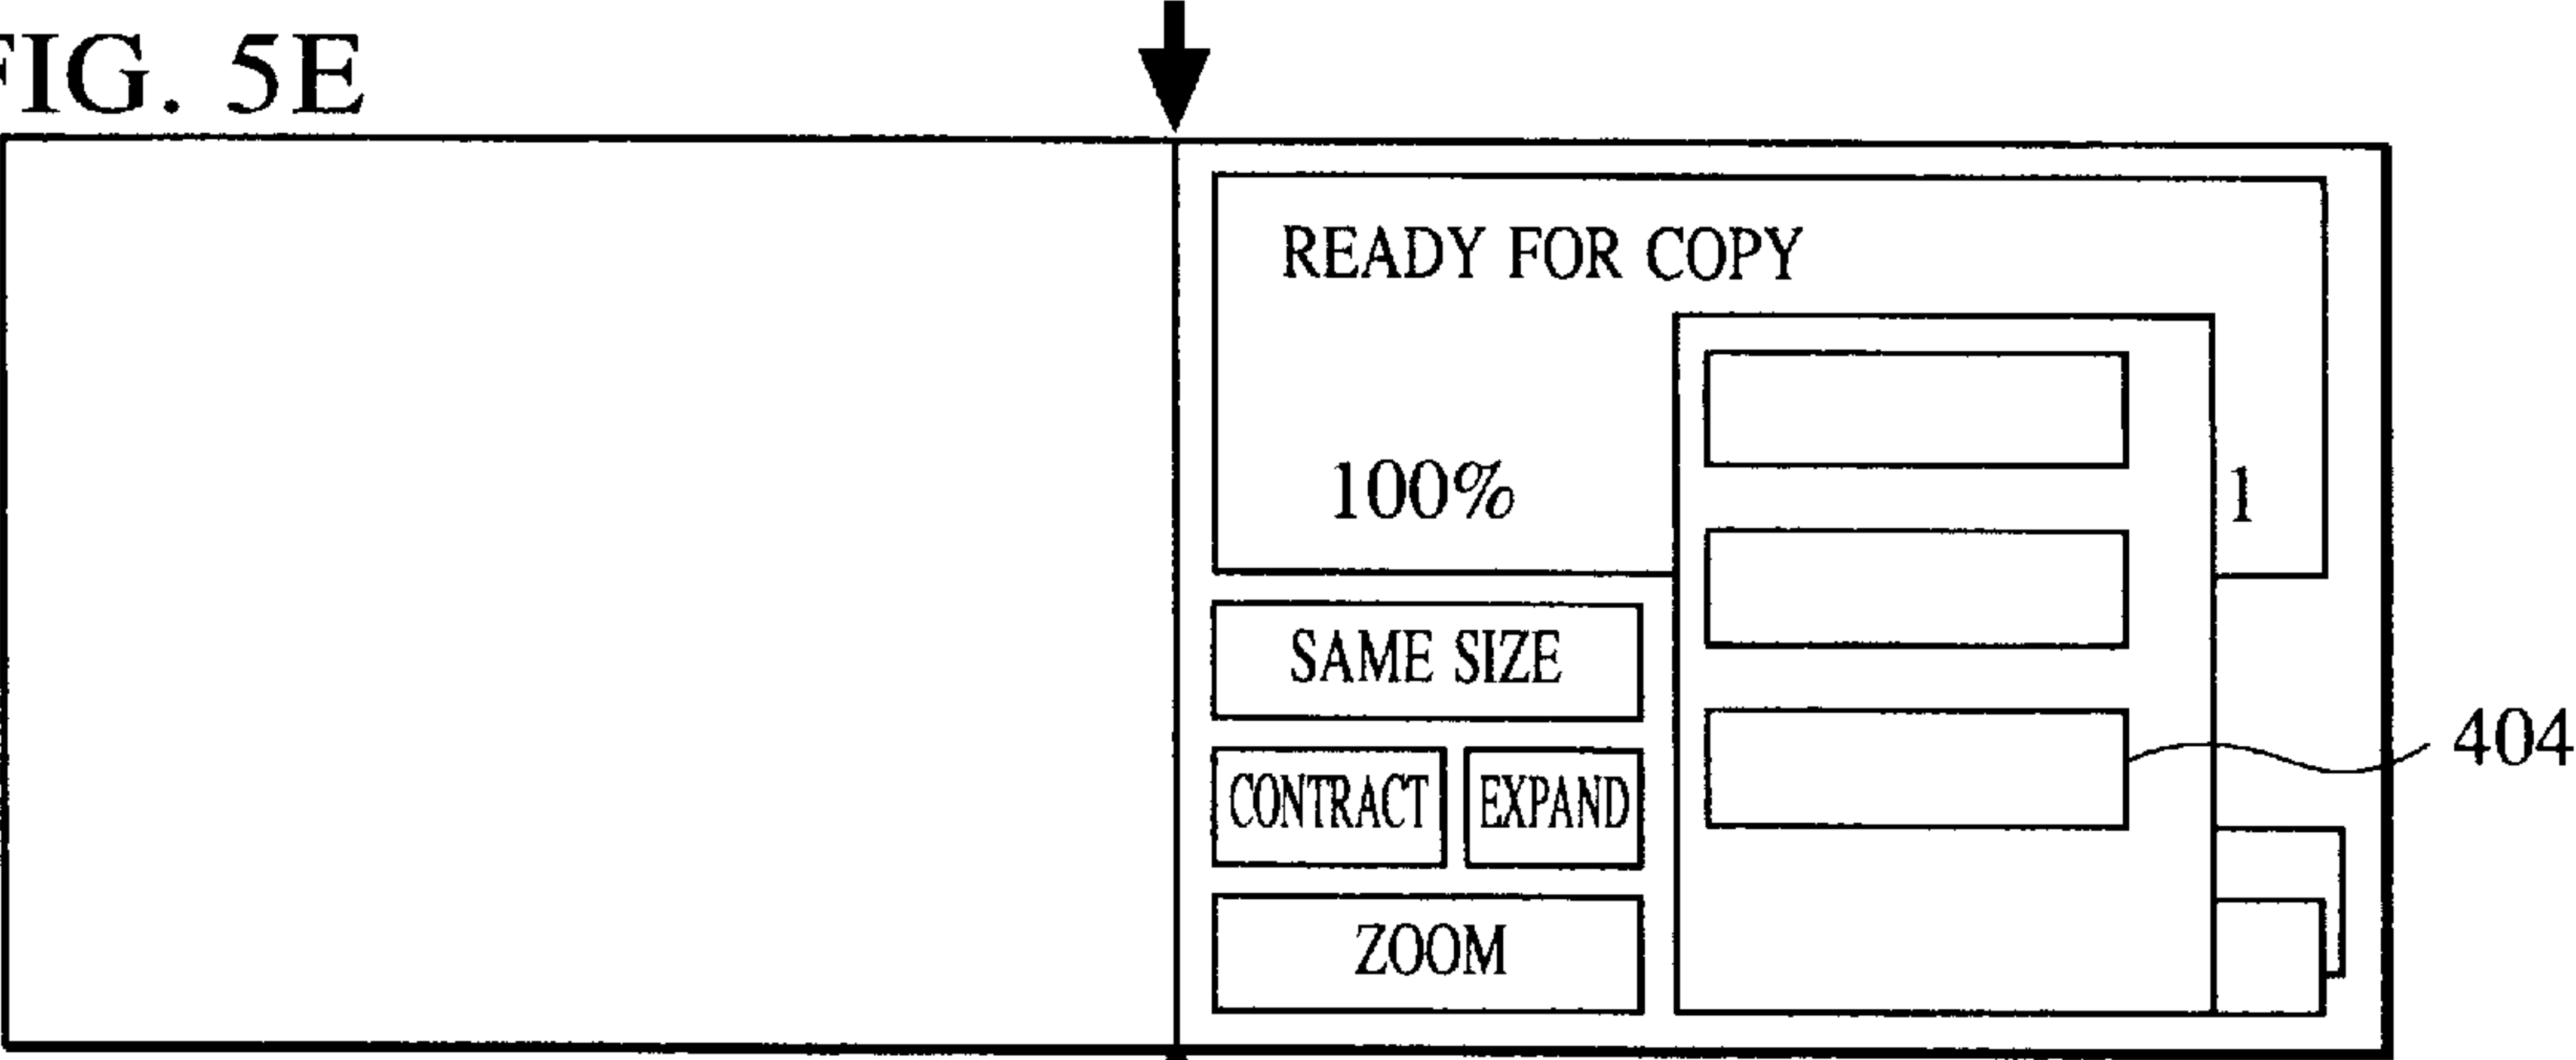 FIG. 5E
READY FOR COPY
100%
1
SAME SIZE
CONTRACT EXPAND
ZOOM
404